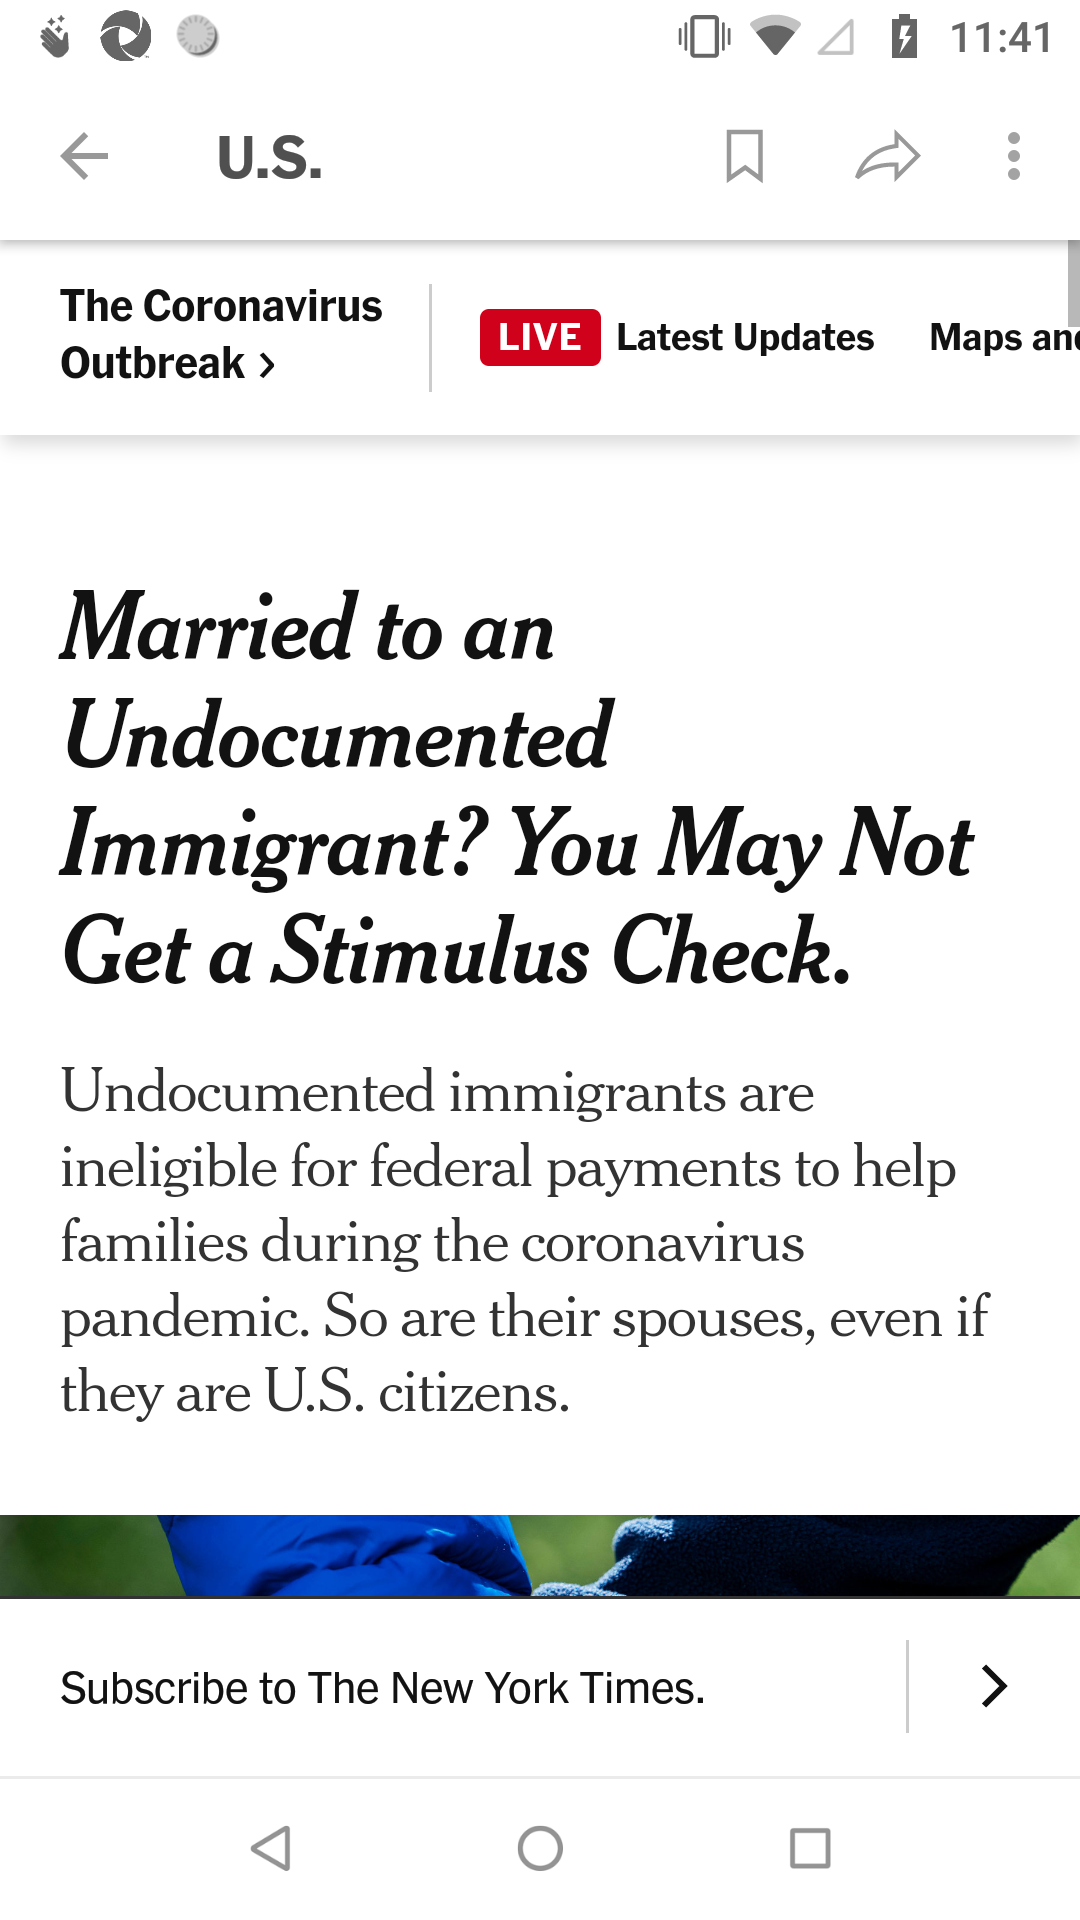 11:41
U.S.
The Coronavirus
Outbreak >
LIVE Latest Updates Maps and
Married to an
Undocumented
Immigrant? You May Not
Get a Stimulus Check.
Undocumented immigrants are
ineligible for federal payments to help
families during the coronavirus
pandemic. So are their spouses, even if
they are U.S. citizens.
Subscribe to The New York Times.